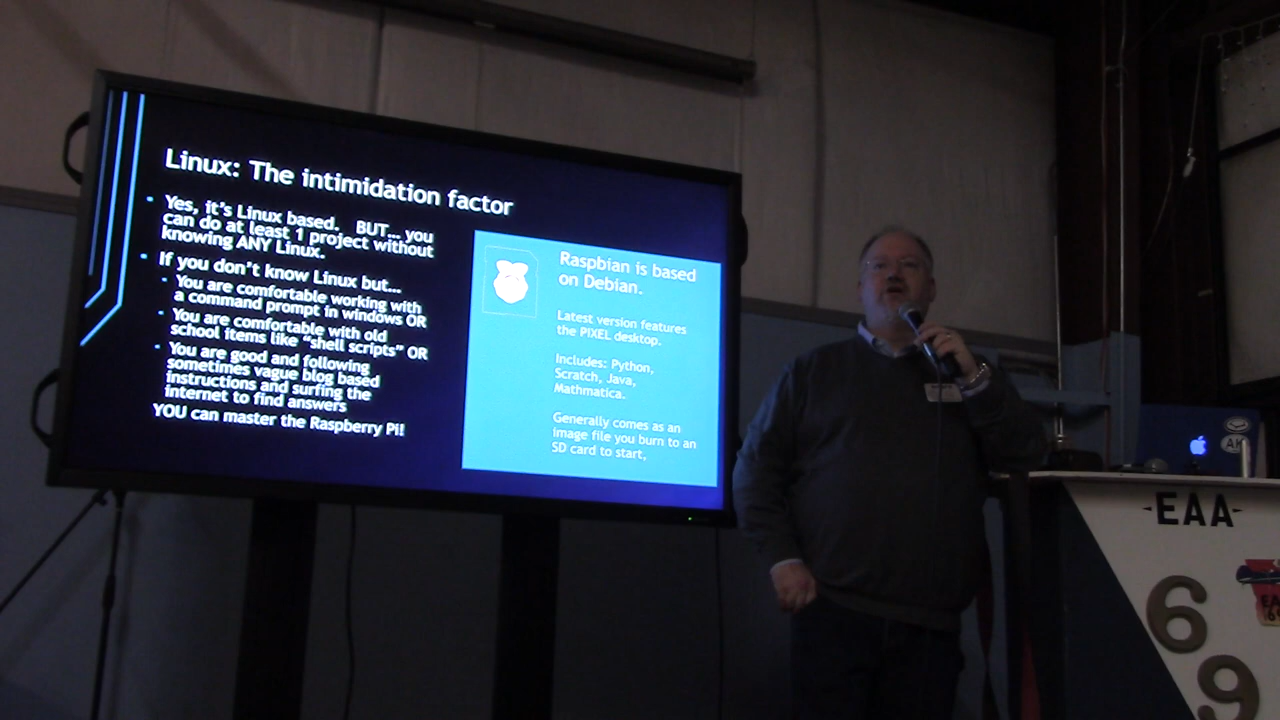 Linux: The intimidation factor
Yes, it's Linux based. BUT... you
can do at least 1 project without
knowing ANY Linux.
If you don't know Linux but...
You are comfortable working with
a command prompt in windows OR
You are comfortable with old
school items like "shell scripts" OR
You are good and following
sometimes vague blog based
instructions and surfing the
internet to find answers
YOU can master the Raspberry Pi!
Raspbian is based
on Debian.
Latest version features
the PIXEL desktop.
Includes: Python,
Scratch, Java,
Mathmatica.
Generally comes as an
image file you burn to an
SD card to start,
AK
-EAA-
69